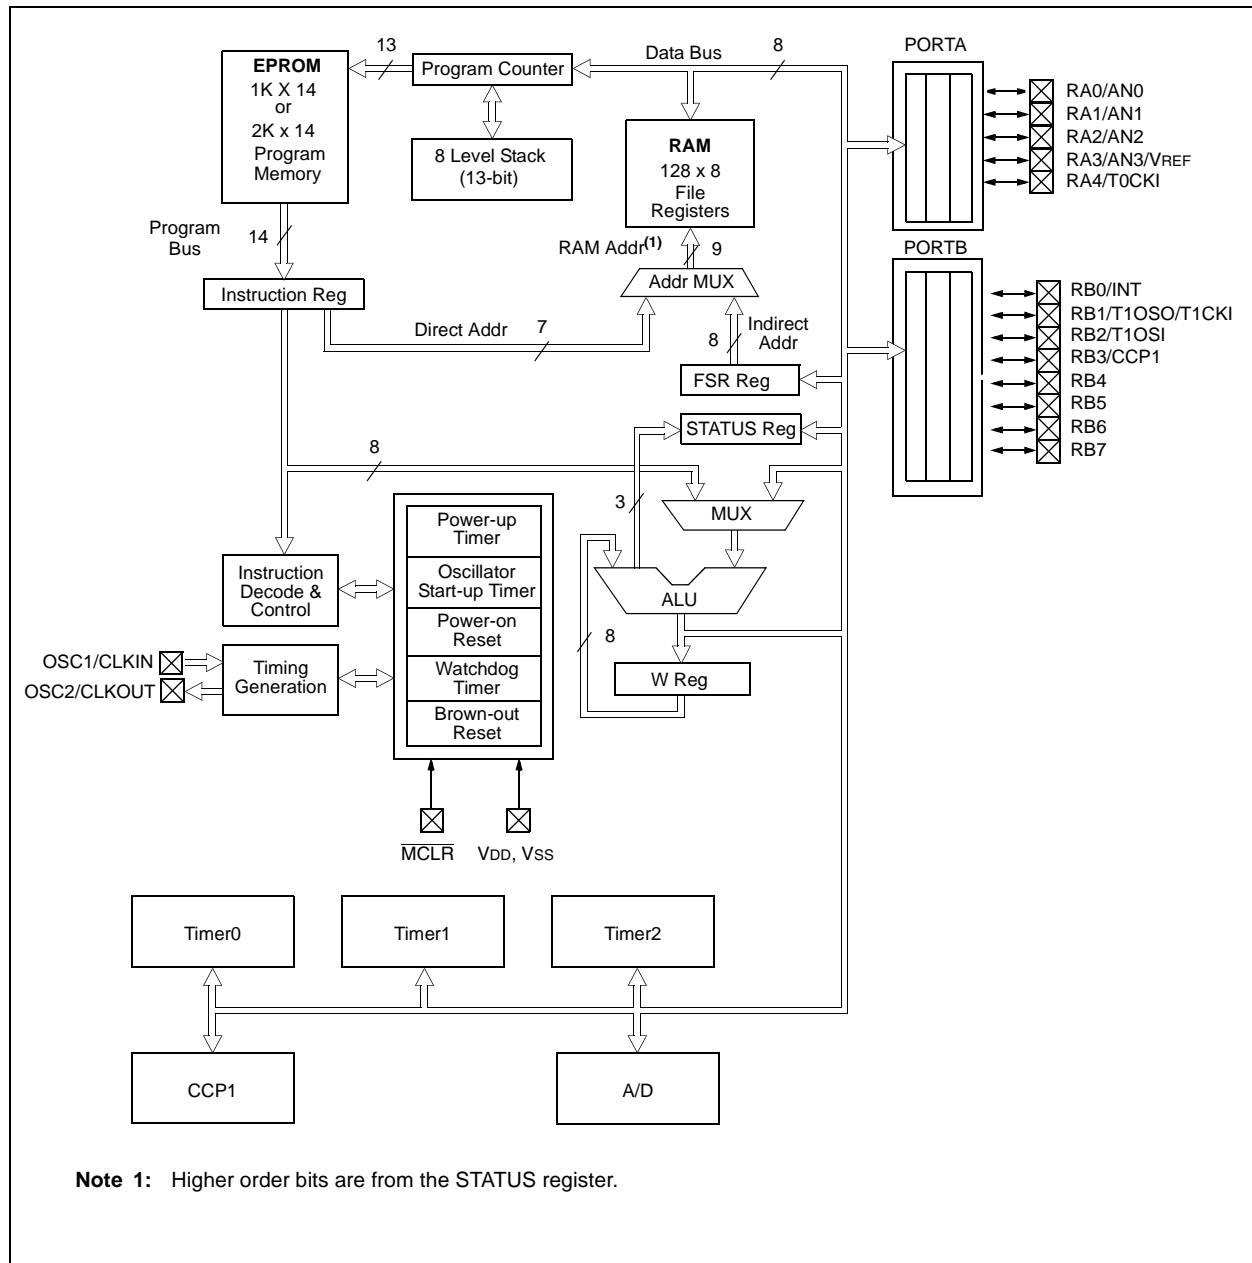 EPROM
1K X 14
or
2K x 14
Program
Memory
13
Program Counter
Data Bus
8
8 Level Stack
(13-bit)
RAM
128 x 8
File
Registers
PORTA
RA0/AN0
RA1/AN1
RA2/AN2
RA3/AN3/VREF
RA4/T0CKI
PORTB
RB0/INT
RB1/T1OSO/T1CKI
RB2/T1OSI
RB3/CCP1
RB4
RB5
RB6
RB7
Program
Bus
14
RAM Addr(1)
9
Addr MUX
Instruction Reg
Direct Addr
7
8
Indirect
Addr
FSR Reg
STATUS Reg
8
3
MUX
Power-up
Timer
Oscillator
Start-up Timer
Power-on
Reset
Watchdog
Timer
Brown-out
Reset
Instruction
Decode &
Control
ALU
8
W Reg
OSC1/CLKIN
OSC2/CLKOUT
Timing
Generation
MCLR
VDD, VSS
Timer0
Timer1
Timer2
CCP1
A/D
Note 1: Higher order bits are from the STATUS register.